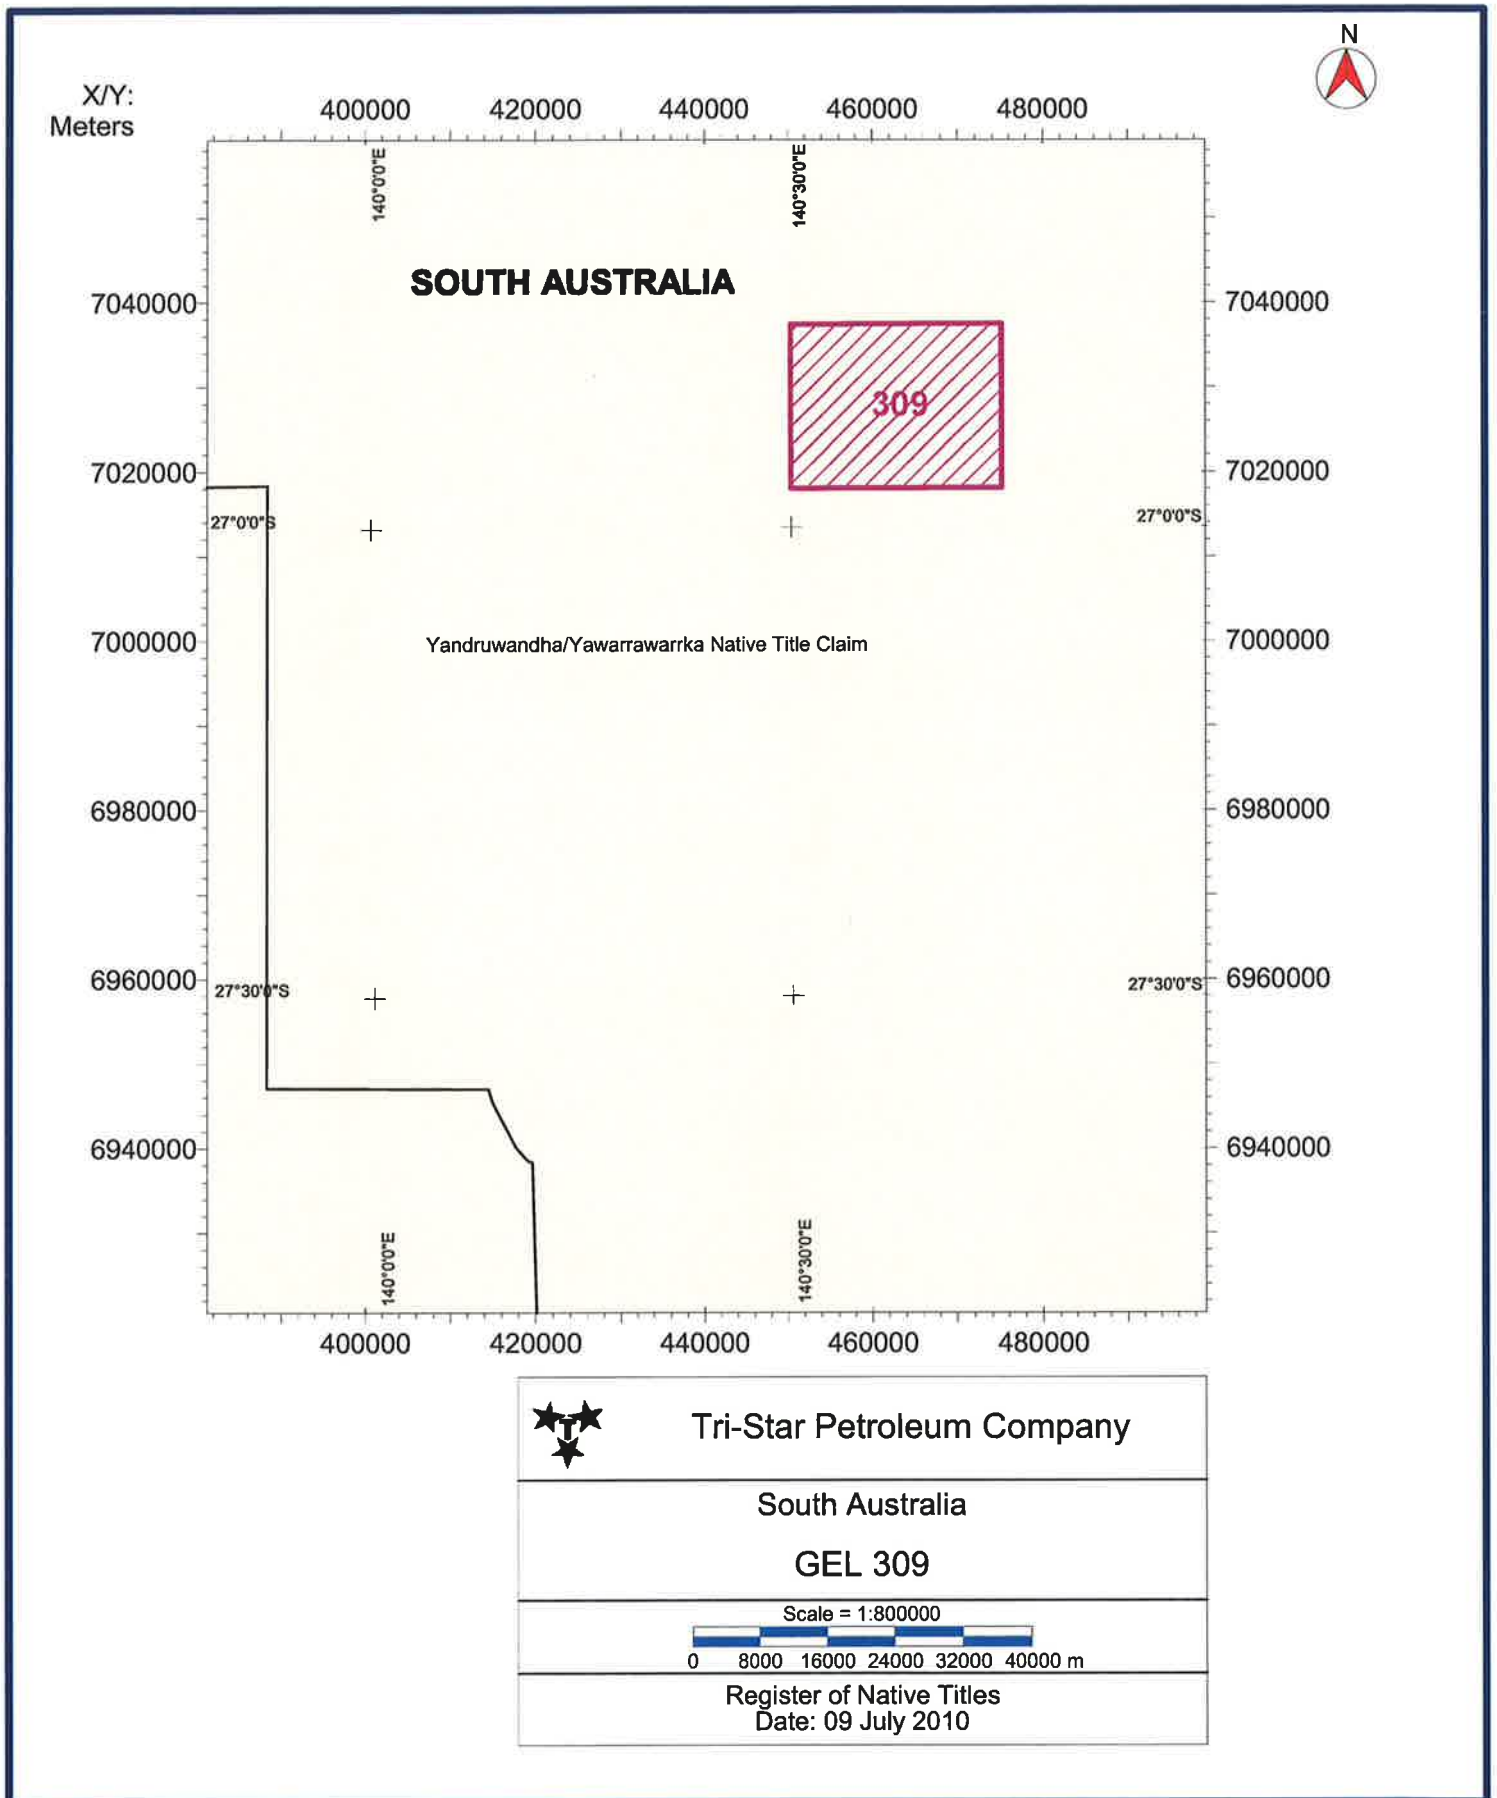 N
X/Y:
Meters
400000 420000 440000 460000 480000
140°0'0"E
140°30'0"E
SOUTH AUSTRALIA
7040000 7040000
309
7020000 7020000
27°0'0"S 27°0'0"S
7000000 7000000
Yandruwandha/Yawarrawarrka Native Title Claim
6980000 6980000
6960000 6960000
27°30'0"S 27°30'0"S
6940000 6940000
140°0'0"E
140°30'0"E
400000 420000 440000 460000 480000
T
Tri-Star Petroleum Company
South Australia
GEL 309
Scale = 1:800000
0 8000 16000 24000 32000 40000 m
Register of Native Titles
Date: 09 July 2010